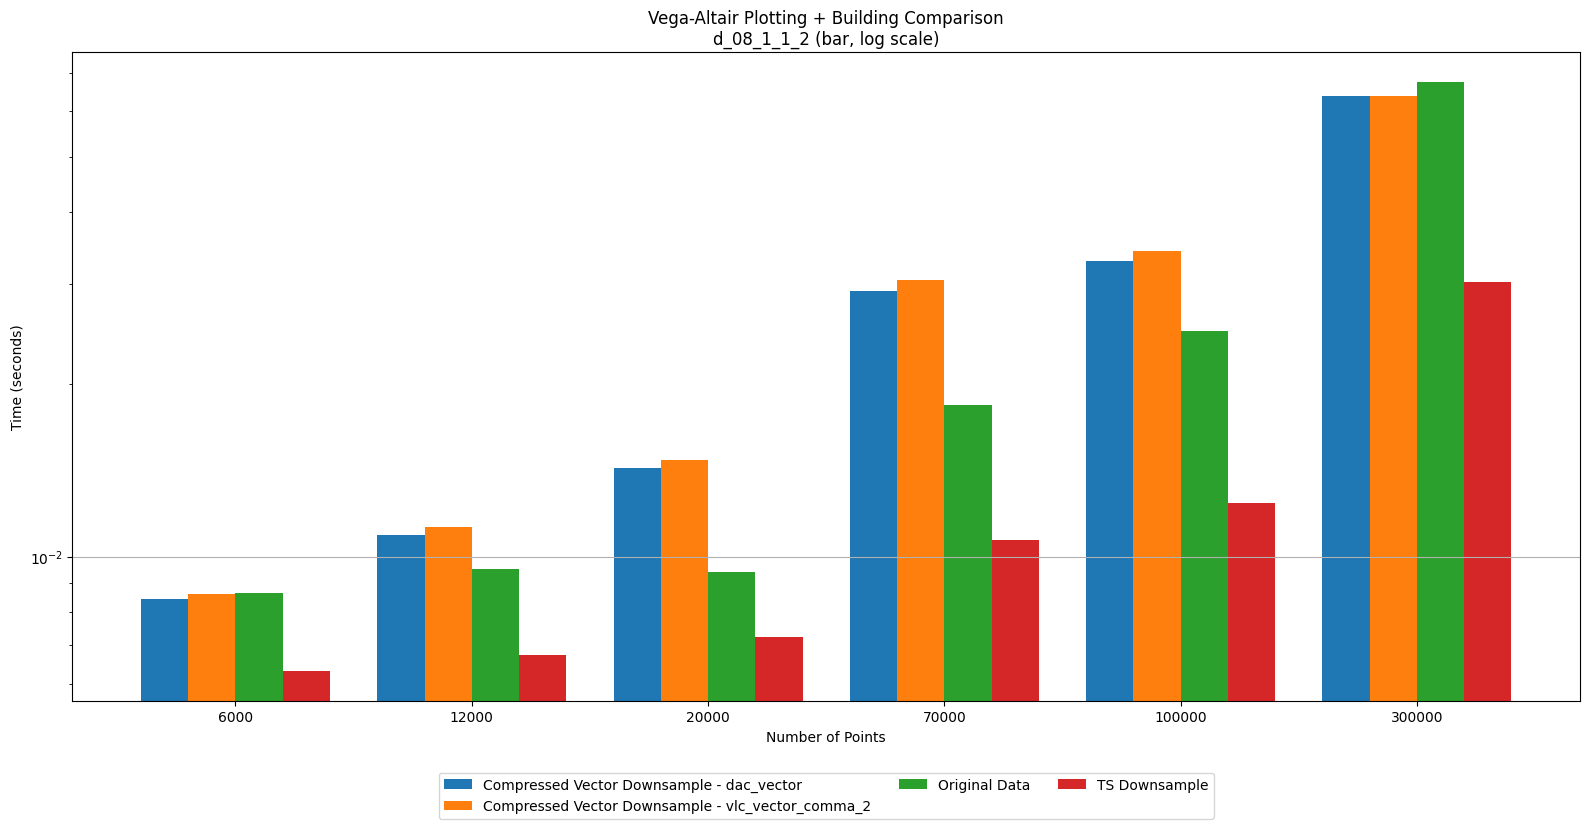 Vega-Altair Plotting + Building Comparison
d_08_1_1_2 (bar, log scale)
Time (seconds)
10⁻²
6000 12000 20000 70000 100000 300000
Number of Points
Compressed Vector Downsample - dac_vector Original Data TS Downsample
Compressed Vector Downsample - vlc_vector_comma_2